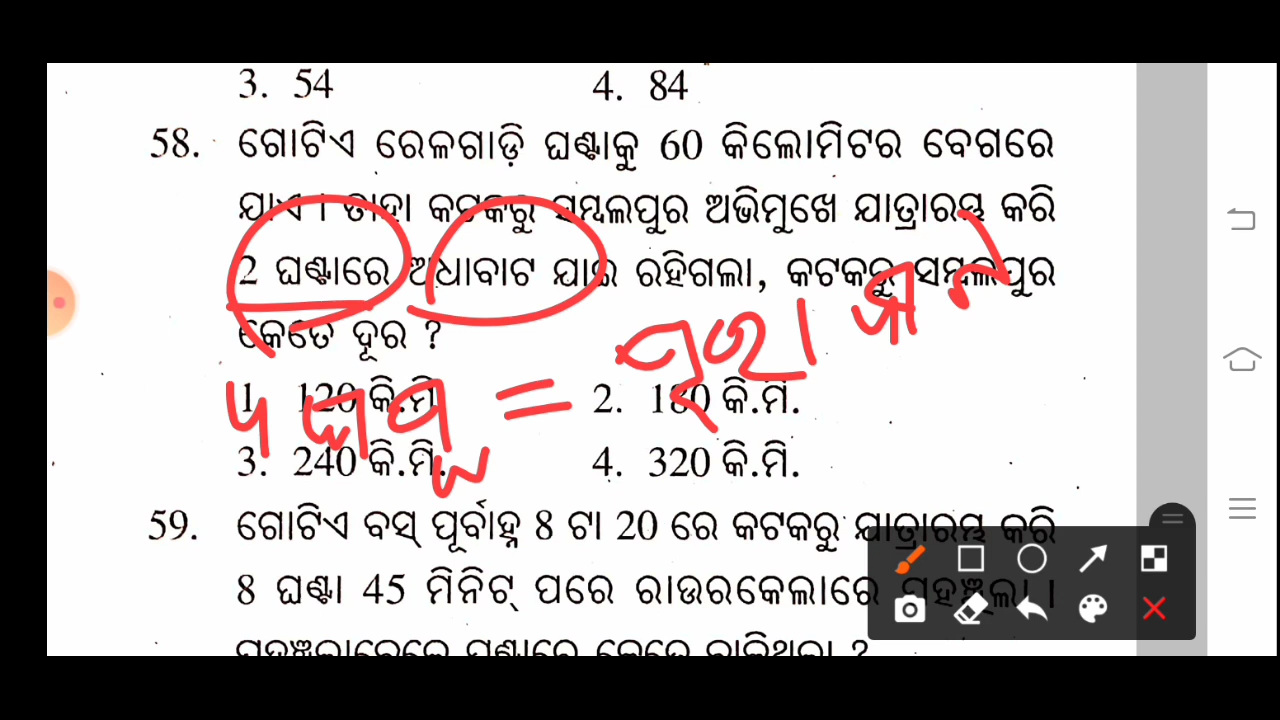 3. 54 4. 84
58. ଗୋଟିଏ ରେଳଗାଡ଼ି ଘଣ୍ଟାକୁ 60 କିଲୋମିଟର ବେଗରେ
ଯାଏ । ତାହା କଟକରୁ ସମ୍ବଲପୁର ଅଭିମୁଖେ ଯାତ୍ରାରମ୍ଭ କରି
2 ଘଣ୍ଟାରେ ଅଧାବାଟ ଯାଇ ରହିଗଲା, କଟକରୁ ସମ୍ବଲପୁର
କେତେ ଦୂର ?
1. 120 କି.ମି. 2. 180 କି.ମି.
3. 240 କି.ମି. 4. 320 କି.ମି.
59. ଗୋଟିଏ ବସ୍ ପୂର୍ବାହ୍ନ 8 ଟା 20 ରେ କଟକରୁ ଯାତ୍ରାରମ୍ଭ କରି
8 ଘଣ୍ଟା 45 ମିନିଟ୍ ପରେ ରାଉରକେଲାରେ ପହଞ୍ଚିଲା ।